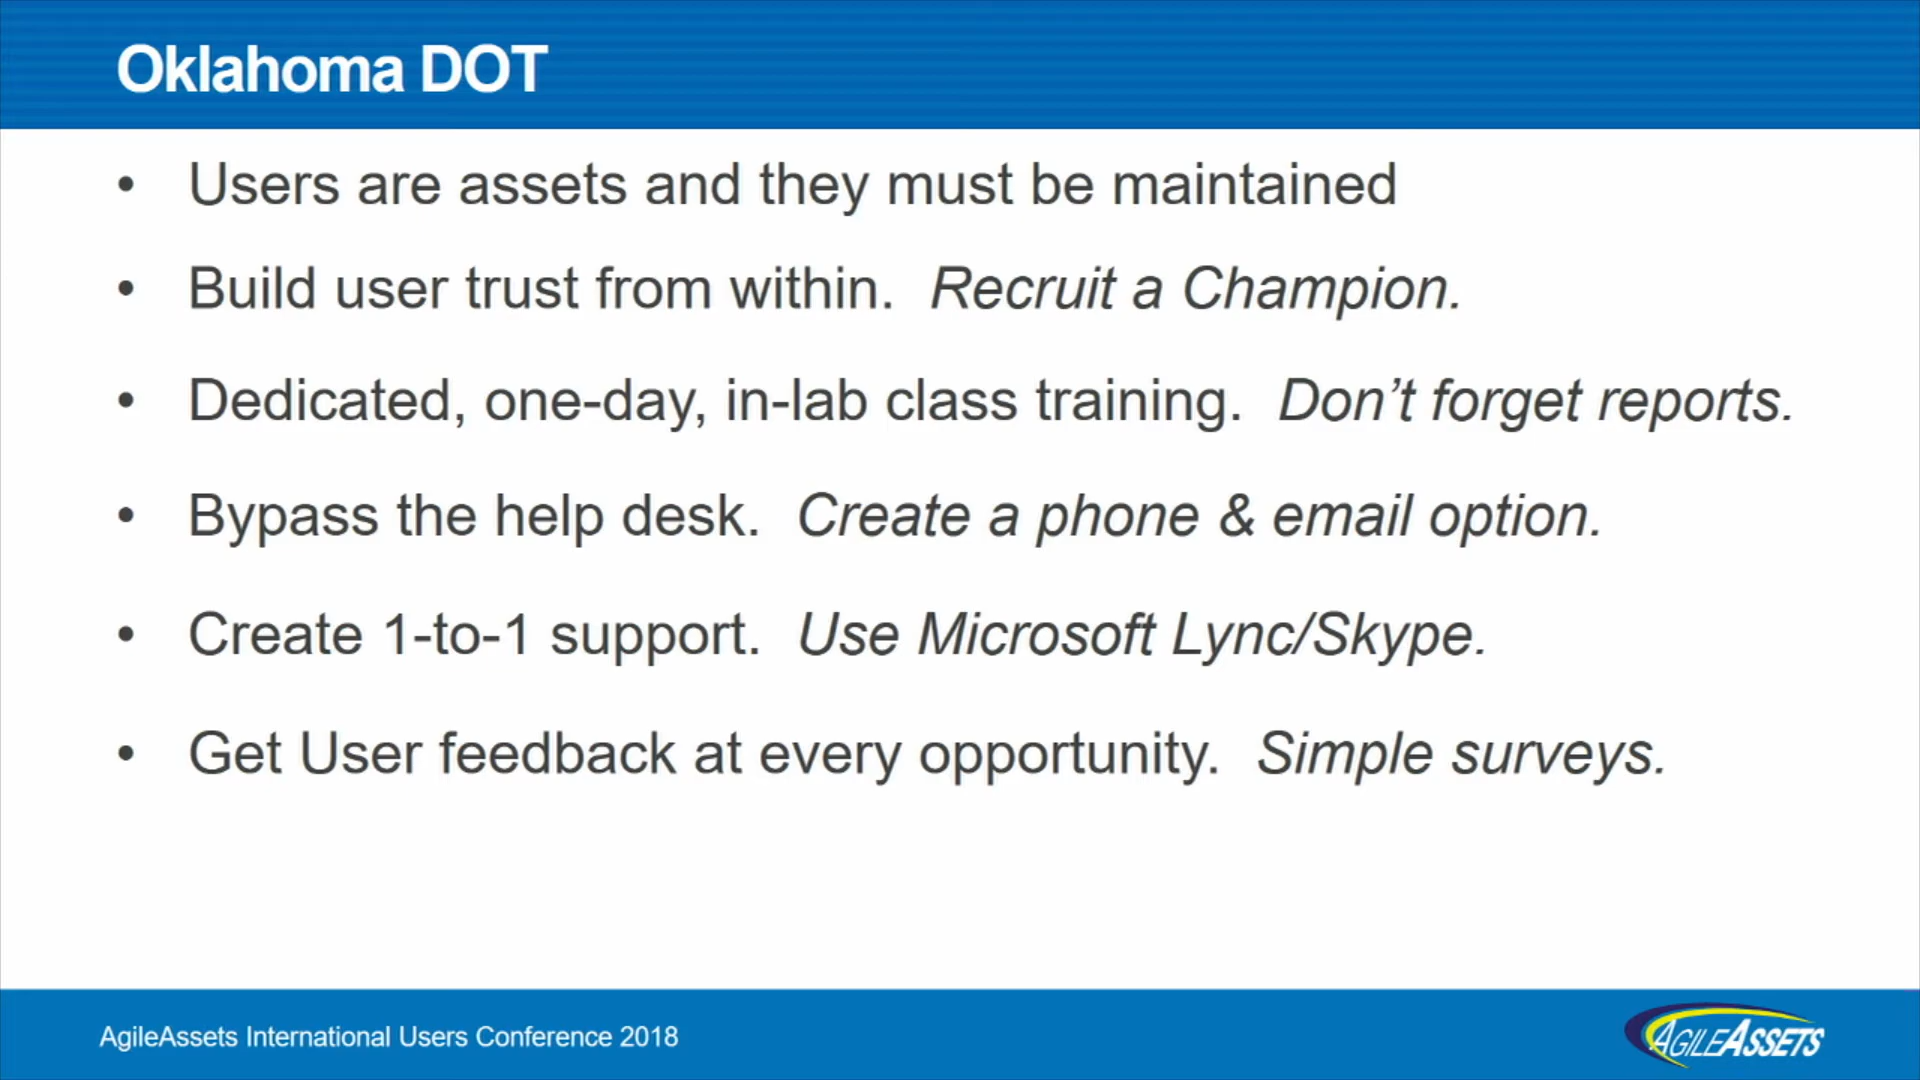 Oklahoma DOT
• Users are assets and they must be maintained
• Build user trust from within. Recruit a Champion.
• Dedicated, one-day, in-lab class training. Don’t forget reports.
• Bypass the help desk. Create a phone & email option.
• Create 1-to-1 support. Use Microsoft Lync/Skype.
• Get User feedback at every opportunity. Simple surveys.
AgileAssets International Users Conference 2018
AGILEASSETS